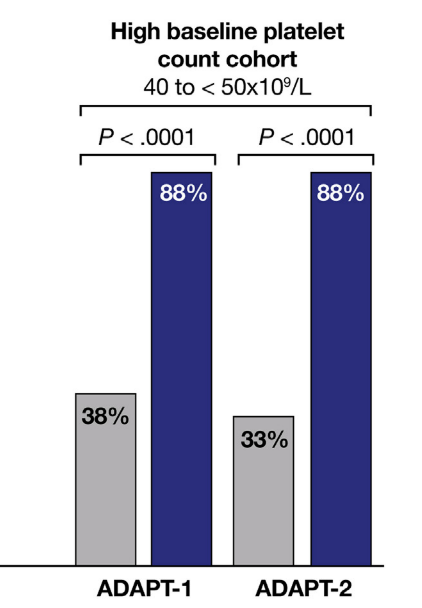 High baseline platelet
count cohort
40 to < 50x10⁹/L
P < .0001
P < .0001
88%
88%
38%
33%
ADAPT-1
ADAPT-2